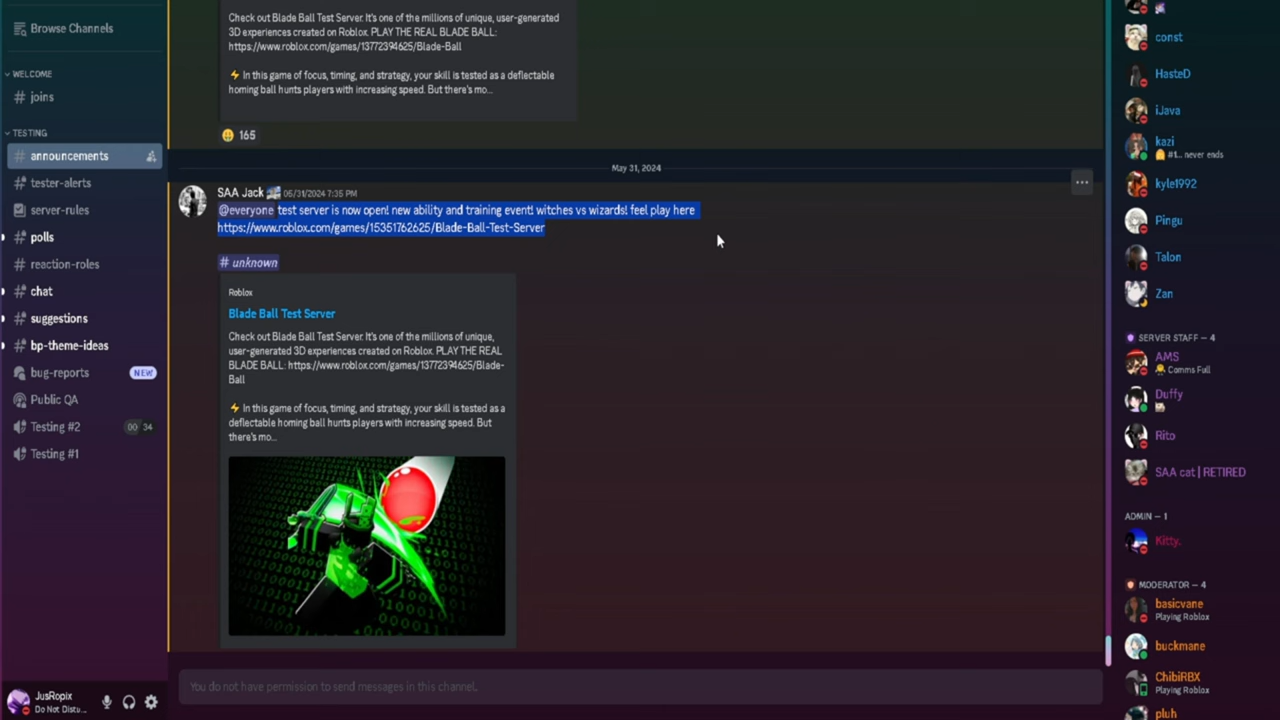 Browse Channels
WELCOME
# joins
TESTING
# announcements
# tester-alerts
server-rules
# polls
# reaction-roles
# chat
# suggestions
# bp-theme-ideas
bug-reports NEW
Public QA
Testing #2 00 34
Testing #1
JusRopix
Do Not Distu...
Check out Blade Ball Test Server. It's one of the millions of unique, user-generated
3D experiences created on Roblox. PLAY THE REAL BLADE BALL:
https://www.roblox.com/games/13772394625/Blade-Ball
⚡ In this game of focus, timing, and strategy, your skill is tested as a deflectable
homing ball hunts players with increasing speed. But there's mo...
165
May 31, 2024
SAA Jack 05/31/2024 7:35 PM
@everyone test server is now open! new ability and training event! witches vs wizards! feel play here
https://www.roblox.com/games/15351762625/Blade-Ball-Test-Server
# unknown
Roblox
Blade Ball Test Server
Check out Blade Ball Test Server. It's one of the millions of unique,
user-generated 3D experiences created on Roblox. PLAY THE REAL
BLADE BALL: https://www.roblox.com/games/13772394625/Blade-
Ball
⚡ In this game of focus, timing, and strategy, your skill is tested as a
deflectable homing ball hunts players with increasing speed. But
there's mo...
You do not have permission to send messages in this channel.
const
HasteD
iJava
kazi
#1... never ends
kyle1992
Pingu
Talon
Zan
SERVER STAFF — 4
AMS
Comms Full
Duffy
Rito
SAA cat | RETIRED
ADMIN — 1
Kitty.
MODERATOR — 4
basicvane
Playing Roblox
buckmane
ChibiRBX
Playing Roblox
pluh